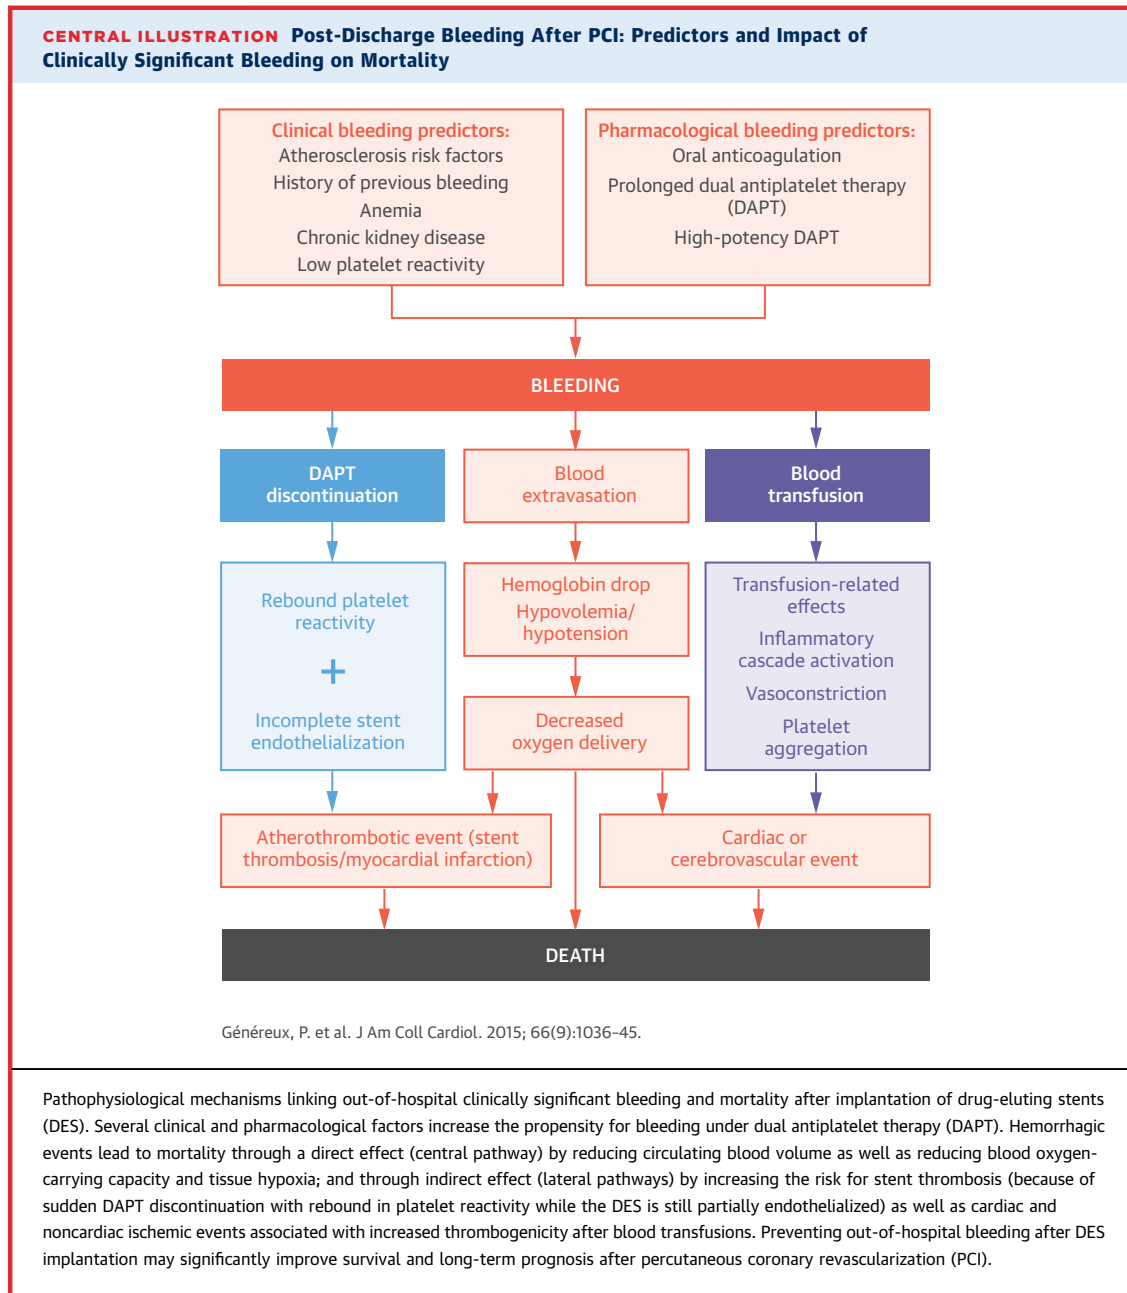 CENTRAL ILLUSTRATION Post-Discharge Bleeding After PCI: Predictors and Impact of
Clinically Significant Bleeding on Mortality
Clinical bleeding predictors:
Atherosclerosis risk factors
History of previous bleeding
Anemia
Chronic kidney disease
Low platelet reactivity
Pharmacological bleeding predictors:
Oral anticoagulation
Prolonged dual antiplatelet therapy
(DAPT)
High-potency DAPT
BLEEDING
DAPT
discontinuation
Blood
extravasation
Blood
transfusion
Rebound platelet
reactivity
+
Incomplete stent
endothelialization
Hemoglobin drop
Hypovolemia/
hypotension
Decreased
oxygen delivery
Transfusion-related
effects
Inflammatory
cascade activation
Vasoconstriction
Platelet
aggregation
Atherothrombotic event (stent
thrombosis/myocardial infarction)
Cardiac or
cerebrovascular event
DEATH
Généreux, P. et al. J Am Coll Cardiol. 2015; 66(9):1036–45.
Pathophysiological mechanisms linking out-of-hospital clinically significant bleeding and mortality after implantation of drug-eluting stents
(DES). Several clinical and pharmacological factors increase the propensity for bleeding under dual antiplatelet therapy (DAPT). Hemorrhagic
events lead to mortality through a direct effect (central pathway) by reducing circulating blood volume as well as reducing blood oxygen-
carrying capacity and tissue hypoxia; and through indirect effect (lateral pathways) by increasing the risk for stent thrombosis (because of
sudden DAPT discontinuation with rebound in platelet reactivity while the DES is still partially endothelialized) as well as cardiac and
noncardiac ischemic events associated with increased thrombogenicity after blood transfusions. Preventing out-of-hospital bleeding after DES
implantation may significantly improve survival and long-term prognosis after percutaneous coronary revascularization (PCI).